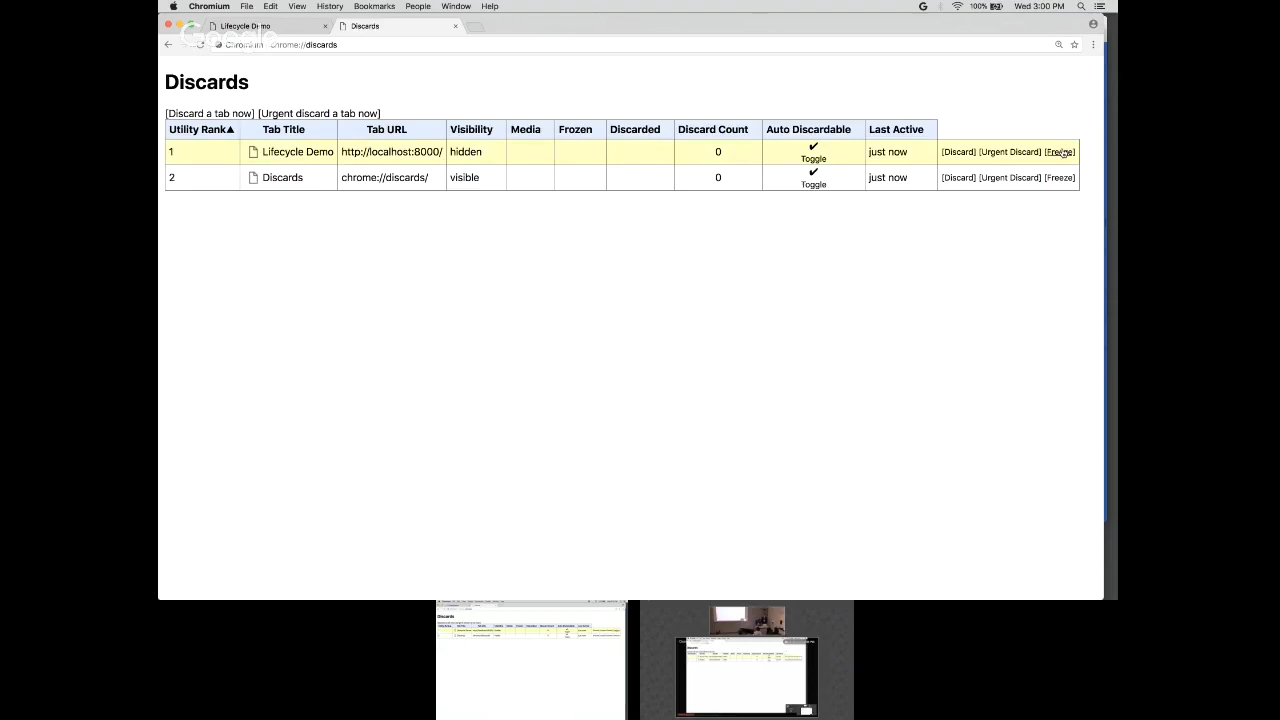 Chromium File Edit View History Bookmarks People Window Help 100% Wed 3:00 PM
Lifecycle Demo × Discards ×
Google
Chromium chrome://discards
Discards
[Discard a tab now] [Urgent discard a tab now]
Utility Rank▲ Tab Title Tab URL Visibility Media Frozen Discarded Discard Count Auto Discardable Last Active
1 Lifecycle Demo http://localhost:8000/ hidden 0 ✔ just now [Discard] [Urgent Discard] [Freeze]
Toggle
2 Discards chrome://discards/ visible 0 ✔ just now [Discard] [Urgent Discard] [Freeze]
Toggle
Discards